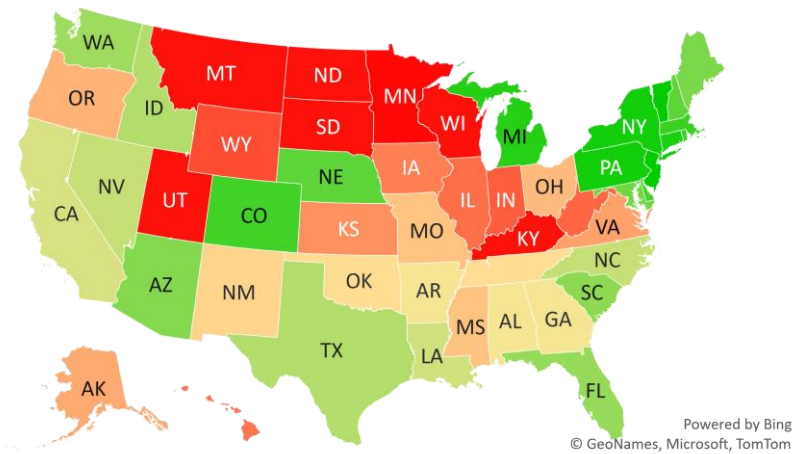 WA
MT
ND
MN
OR
ID
WY
SD
WI
MI
NY
NV
UT
CO
NE
IA
IL
IN
OH
PA
CA
KS
MO
KY
VA
AZ
NM
OK
AR
NC
SC
TX
LA
MS
AL
GA
FL
AK
Powered by Bing
© GeoNames, Microsoft, TomTom